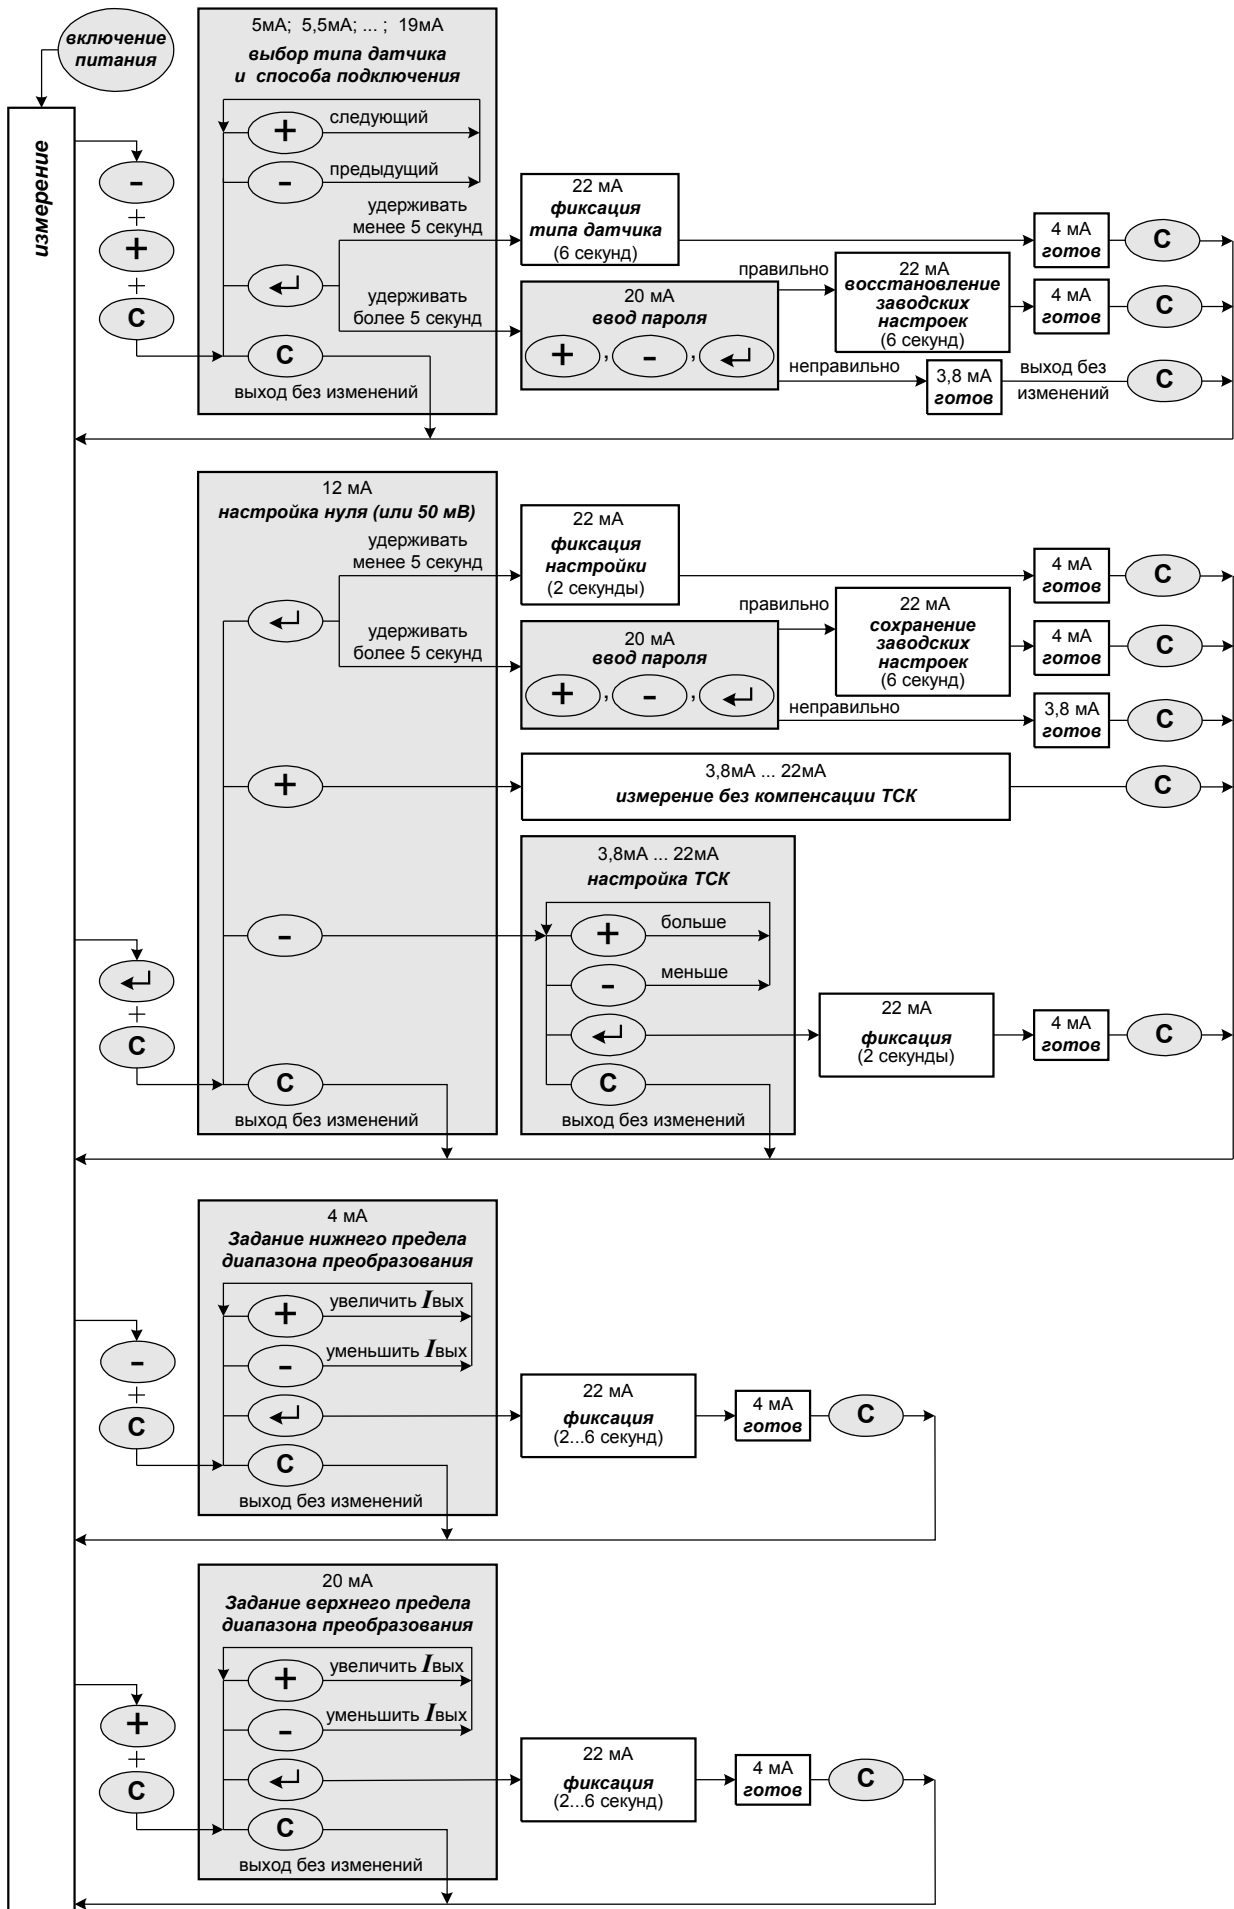 включение
питания
измерение
-
+
+
+
C
5мА; 5,5мА; ... ; 19мА
выбор типа датчика
и способа подключения
+
следующий
-
предыдущий
удерживать
менее 5 секунд
удерживать
более 5 секунд
C
выход без изменений
22 мА
фиксация
типа датчика
(6 секунд)
20 мА
ввод пароля
+ , - ,
правильно
неправильно
22 мА
восстановление
заводских
настроек
(6 секунд)
4 мА
готов
C
4 мА
готов
C
3,8 мА
готов
выход без
изменений
C
+
C
12 мА
настройка нуля (или 50 мВ)
удерживать
менее 5 секунд
удерживать
более 5 секунд
+
-
C
выход без изменений
22 мА
фиксация
настройки
(2 секунды)
20 мА
ввод пароля
+ , - ,
правильно
неправильно
22 мА
сохранение
заводских
настроек
(6 секунд)
4 мА
готов
C
4 мА
готов
C
3,8 мА
готов
C
3,8мА ... 22мА
измерение без компенсации ТСК
C
3,8мА ... 22мА
настройка ТСК
+
больше
-
меньше
C
выход без изменений
22 мА
фиксация
(2 секунды)
4 мА
готов
C
-
+
C
4 мА
Задание нижнего предела
диапазона преобразования
+
увеличить Iвых
-
уменьшить Iвых
C
выход без изменений
22 мА
фиксация
(2...6 секунд)
4 мА
готов
C
+
+
C
20 мА
Задание верхнего предела
диапазона преобразования
+
увеличить Iвых
-
уменьшить Iвых
C
выход без изменений
22 мА
фиксация
(2...6 секунд)
4 мА
готов
C